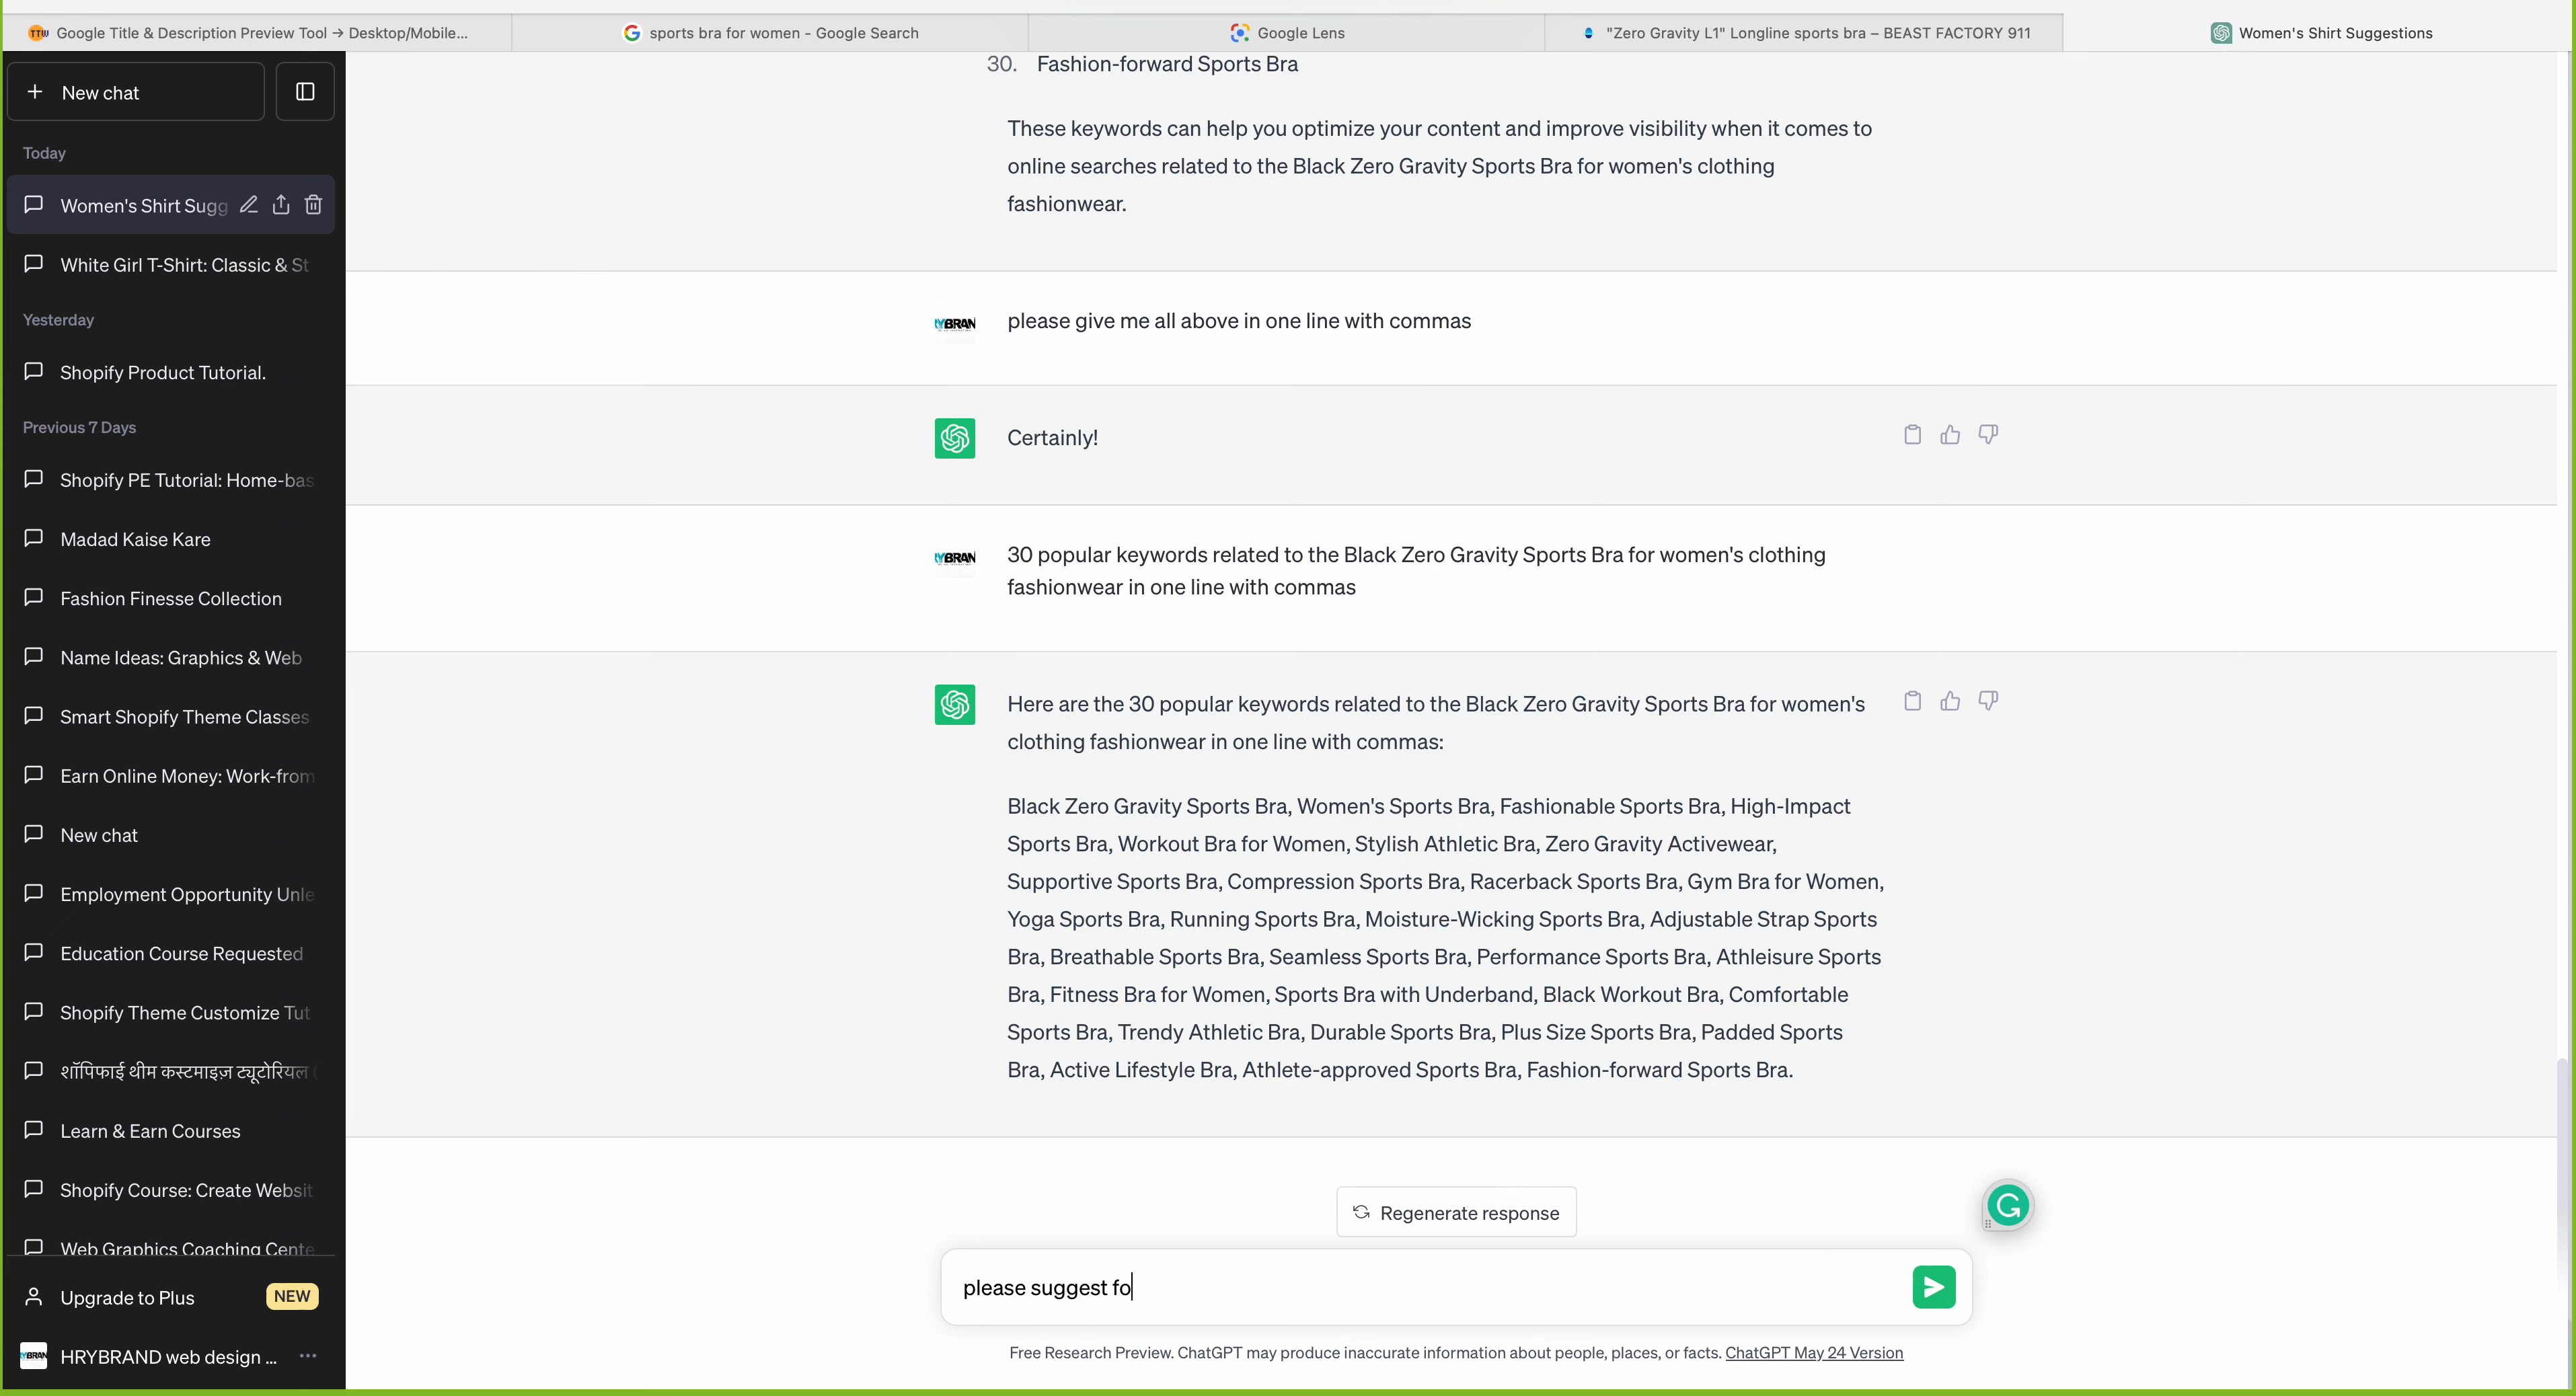 Google Title & Description Preview Tool → Desktop/Mobile...
sports bra for women - Google Search
Google Lens
"Zero Gravity L1" Longline sports bra – BEAST FACTORY 911
Women's Shirt Suggestions
+ New chat
Today
Women's Shirt Sugg
White Girl T-Shirt: Classic & St
Yesterday
Shopify Product Tutorial.
Previous 7 Days
Shopify PE Tutorial: Home-bas
Madad Kaise Kare
Fashion Finesse Collection
Name Ideas: Graphics & Web
Smart Shopify Theme Classes
Earn Online Money: Work-from
New chat
Employment Opportunity Unle
Education Course Requested
Shopify Theme Customize Tut
शॉपिफाई थीम कस्टमाइज़ ट्यूटोरियल (
Learn & Earn Courses
Shopify Course: Create Websit
Web Graphics Coaching Cente
Upgrade to Plus NEW
HRYBRAND web design ...
30. Fashion-forward Sports Bra
These keywords can help you optimize your content and improve visibility when it comes to
online searches related to the Black Zero Gravity Sports Bra for women's clothing
fashionwear.
please give me all above in one line with commas
Certainly!
30 popular keywords related to the Black Zero Gravity Sports Bra for women's clothing
fashionwear in one line with commas
Here are the 30 popular keywords related to the Black Zero Gravity Sports Bra for women's
clothing fashionwear in one line with commas:
Black Zero Gravity Sports Bra, Women's Sports Bra, Fashionable Sports Bra, High-Impact
Sports Bra, Workout Bra for Women, Stylish Athletic Bra, Zero Gravity Activewear,
Supportive Sports Bra, Compression Sports Bra, Racerback Sports Bra, Gym Bra for Women,
Yoga Sports Bra, Running Sports Bra, Moisture-Wicking Sports Bra, Adjustable Strap Sports
Bra, Breathable Sports Bra, Seamless Sports Bra, Performance Sports Bra, Athleisure Sports
Bra, Fitness Bra for Women, Sports Bra with Underband, Black Workout Bra, Comfortable
Sports Bra, Trendy Athletic Bra, Durable Sports Bra, Plus Size Sports Bra, Padded Sports
Bra, Active Lifestyle Bra, Athlete-approved Sports Bra, Fashion-forward Sports Bra.
Regenerate response
please suggest fo
Free Research Preview. ChatGPT may produce inaccurate information about people, places, or facts. ChatGPT May 24 Version